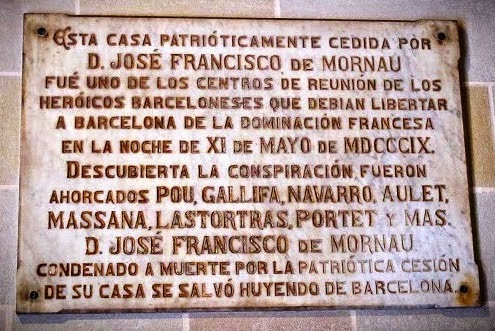 ESTA CASA PATRIÓTICAMENTE CEDIDA POR
D. JOSÉ FRANCISCO DE MORNAU
FUÉ UNO DE LOS CENTROS DE REUNIÓN DE LOS
HERÓICOS BARCELONESES QUE DEBIAN LIBERTAR
A BARCELONA DE LA DOMINACIÓN FRANCESA
EN LA NOCHE DE XI DE MAYO DE MDCCCIX.
DESCUBIERTA LA CONSPIRACIÓN, FUERON
AHORCADOS POU, GALLIFA, NAVARRO, AULET,
MASSANA, LASTORTRAS, PORTET Y MAS.
D. JOSÉ FRANCISCO DE MORNAU
CONDENADO A MUERTE POR LA PATRIÓTICA CESIÓN
DE SU CASA SE SALVÓ HUYENDO DE BARCELONA.